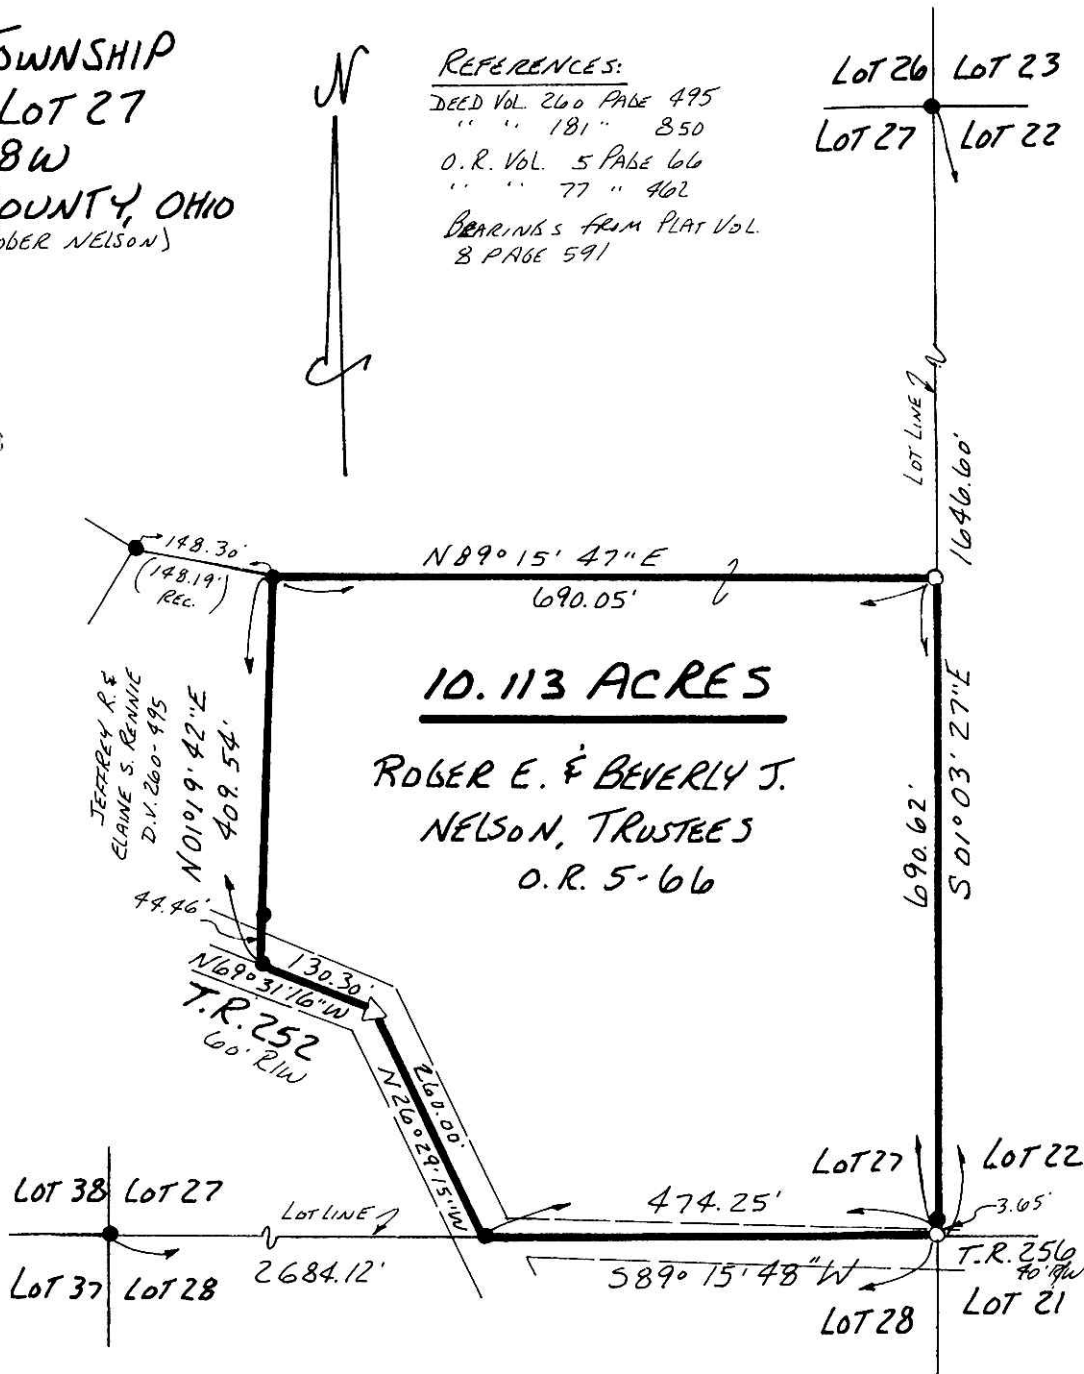 TOWNSHIP
LOT 27
8W
COUNTY, OHIO
NELSON)
N
REFERENCES:
DEED VOL. 260 PAGE 495
" " 181 " 850
O.R. VOL. 5 PAGE 66
" " 77 " 462
BEARINGS FROM PLAT VOL.
8 PAGE 591
LOT 26 LOT 23
LOT 27 LOT 22
LOT LINE
1646.60'
148.30'
(148.19')
REC.
N89° 15' 47"E
690.05'
10.113 ACRES
ROGER E. & BEVERLY J.
NELSON, TRUSTEES
O.R. 5-66
JEFFREY R. &
ELAINE S. RENNIE
D.V. 260-495
N01°19'42"E
409.54'
690.62'
S01°03'27"E
44.46'
130.30'
N69°31'16"W
T.R. 252
60' R/W
260.00'
N26°29'15"W
LOT 38 LOT 27
LOT 37 LOT 28
LOT LINE
2684.12'
474.25'
S89° 15' 48"W
LOT 27 LOT 22
3.65'
T.R. 256
40' R/W
LOT 28 LOT 21